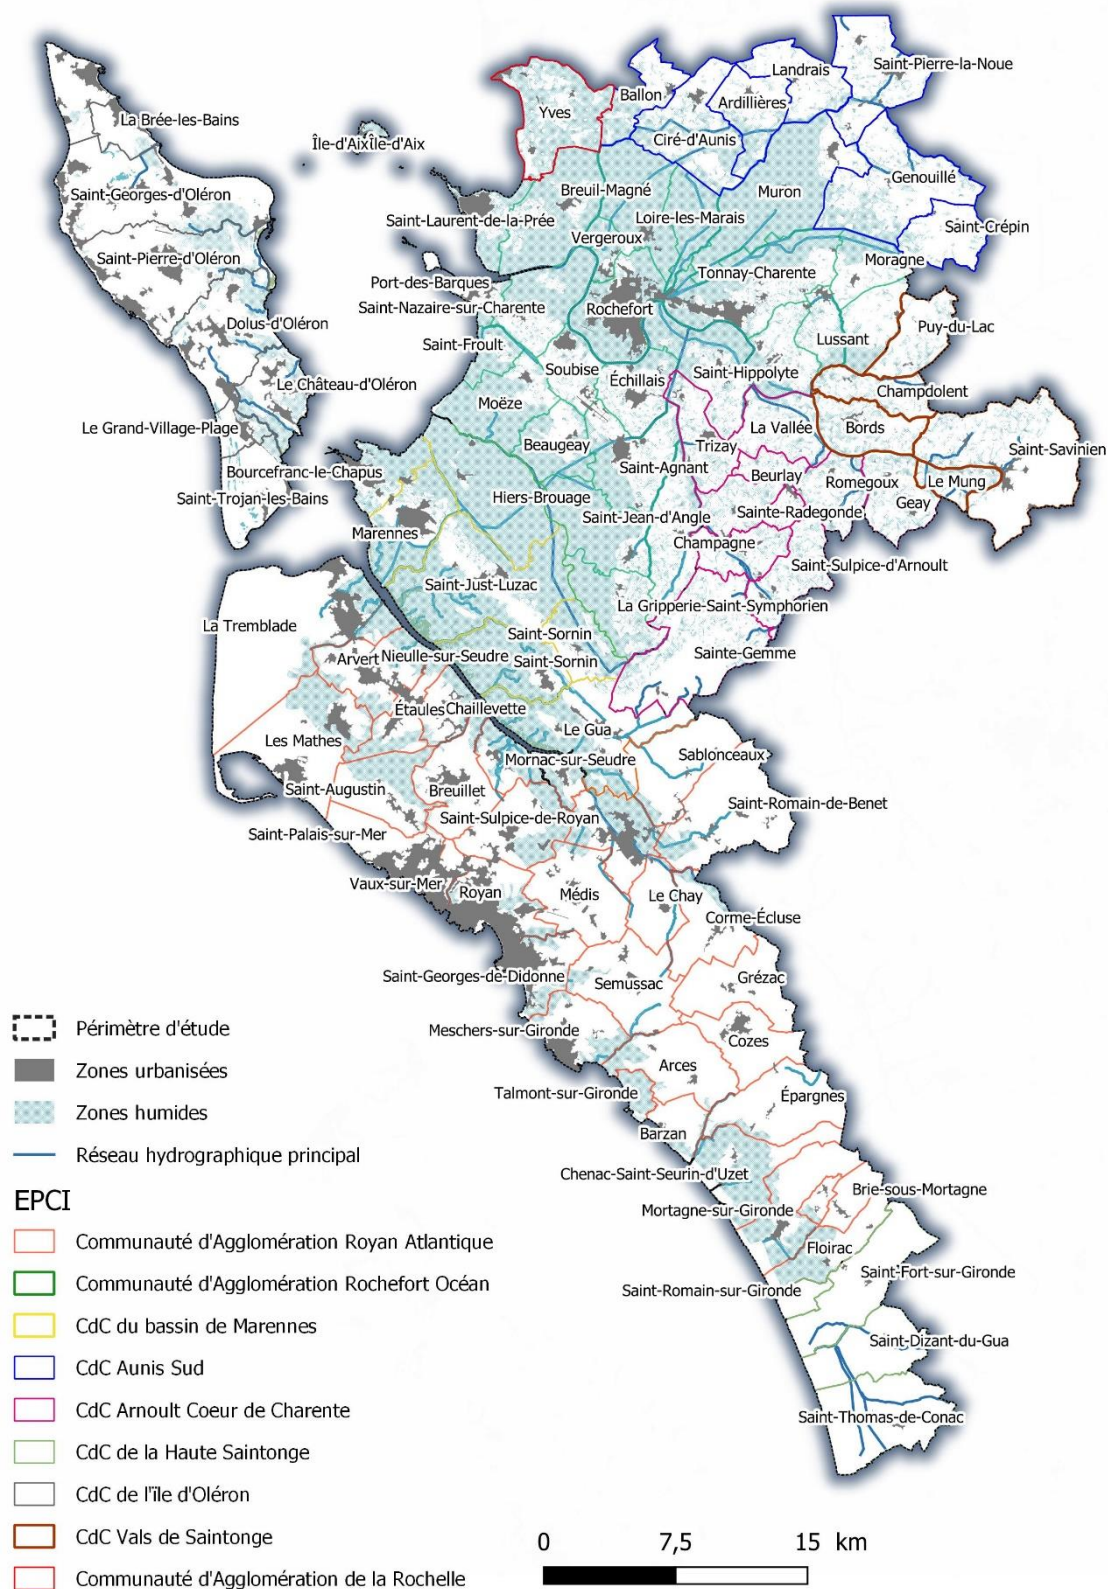 Saint-Pierre-la-Noue
Landrais
Ballon
Ardillières
Yves
La Brée-les-Bains
Ciré-d'Aunis
Île-d'AixÎle-d'Aix
Genouillé
Saint-Georges-d'Oléron
Breuil-Magné
Muron
Saint-Laurent-de-la-Prée
Loire-les-Marais
Saint-Crépin
Vergeroux
Saint-Pierre-d'Oléron
Moragne
Tonnay-Charente
Port-des-Barques
Saint-Nazaire-sur-Charente
Rochefort
Dolus-d'Oléron
Puy-du-Lac
Saint-Froult
Lussant
Soubise
Saint-Hippolyte
Le Château-d'Oléron
Échillais
Champdolent
Moëze
Le Grand-Village-Plage
La Vallée
Bords
Beaugeay
Trizay
Saint-Savinien
Bourcefranc-le-Chapus
Saint-Agnant
Beurlay
Romegoux
Le Mung
Saint-Trojan-les-Bains
Hiers-Brouage
Geay
Sainte-Radegonde
Saint-Jean-d'Angle
Marennes
Champagne
Saint-Sulpice-d'Arnoult
Saint-Just-Luzac
La Gripperie-Saint-Symphorien
La Tremblade
Saint-Sornin
Sainte-Gemme
Arvert
Nieulle-sur-Seudre
Saint-Sornin
Étaules
Chaillevette
Le Gua
Les Mathes
Sablonceaux
Mornac-sur-Seudre
Saint-Augustin
Breuillet
Saint-Romain-de-Benet
Saint-Sulpice-de-Royan
Saint-Palais-sur-Mer
Vaux-sur-Mer
Royan
Médis
Le Chay
Corme-Écluse
Saint-Georges-de-Didonne
Semussac
Grézac
Meschers-sur-Gironde
Cozes
Arces
Talmont-sur-Gironde
Épargnes
Barzan
Chenac-Saint-Seurin-d'Uzet
Brie-sous-Mortagne
Mortagne-sur-Gironde
Floirac
Saint-Fort-sur-Gironde
Saint-Romain-sur-Gironde
Saint-Dizant-du-Gua
Saint-Thomas-de-Conac
Périmètre d'étude
Zones urbanisées
Zones humides
Réseau hydrographique principal
EPCI
Communauté d'Agglomération Royan Atlantique
Communauté d'Agglomération Rochefort Océan
CdC du bassin de Marennes
CdC Aunis Sud
CdC Arnoult Coeur de Charente
CdC de la Haute Saintonge
CdC de l'île d'Oléron
CdC Vals de Saintonge
Communauté d'Agglomération de la Rochelle
0 7,5 15 km